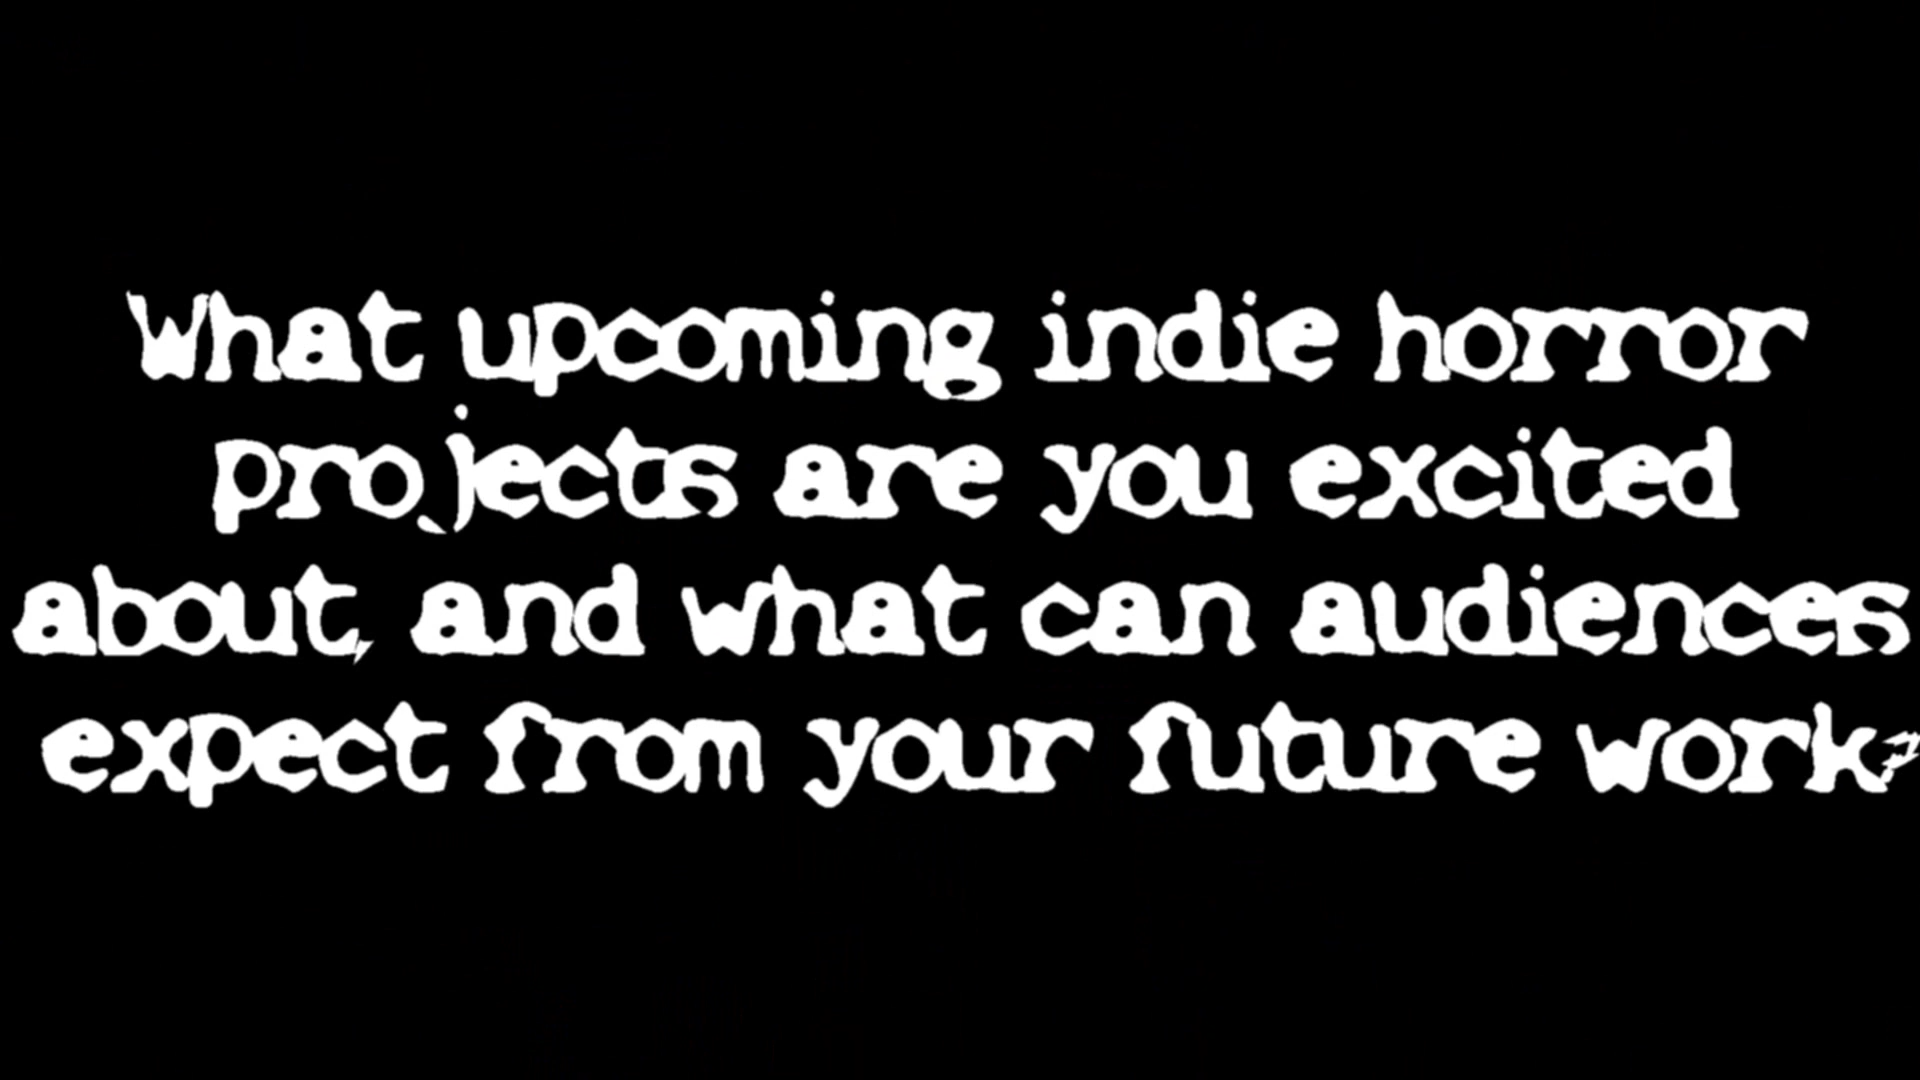 What upcoming indie horror
projects are you excited
about, and what can audiences
expect from your future work?